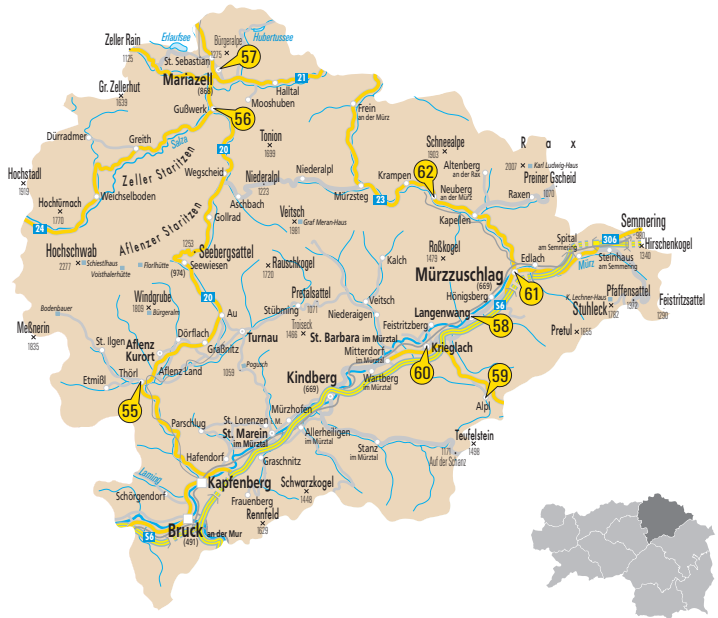 Erlaufsee
Hubertussee
Zeller Rain
1125
Bürgeralpe
1275
St. Sebastian
57
Mariazell
(868)
21
Halltal
Gr. Zellerhut
1639
Mooshuben
Gußwerk
56
Frein
an der Mürz
Dürradmer
Greith
Salza
Tonion
1699
20
Schneealpe
1903
R a x
Zeller Staritzen
62
Altenberg
an der Rax
2007
Karl Ludwig-Haus
Preiner Gscheid
1070
Hochstadl
1919
Wegscheid
Niederalpl
1223
Niederalpl
Krampen
Neuberg
an der Mürz
Raxen
Hochtürnach
1770
Weichselboden
Aschbach
Mürzsteg
23
Veitsch
1981
Graf Meran-Haus
Aflenzer Staritzen
Gollrad
Kapellen
Semmering
980
24
306
Hirschenkogel
1340
Spital
am Semmering
Hochschwab
2277
Schiestlhaus
Voisthalerhütte
Florlhütte
1253
Seebergsattel
(974)
Seewiesen
Rauschkogel
1720
Kalch
Roßkogel
1479
Edlach
Mürz
Steinhaus
am Semmering
Mürzzuschlag
(669)
61
Windgrube
1809
Bürgeralm
Pretalsattel
1071
Hönigsberg
56
K. Lechner-Haus
Pfaffensattel
1372
Feistritzsattel
1290
Bodenbauer
20
Au
Stübming
Veitsch
Niederaigen
Langenwang
58
Stuhleck
1782
Meßnerin
1835
Troiseck
1466
Feistritzberg
Pretul
1655
St. Ilgen
Dörflach
Turnau
St. Barbara im Mürztal
Aflenz
Kurort
Graßnitz
Mitterdorf
im Mürztal
Krieglach
Etmißl
Thörl
Aflenz Land
1059
Pogusch
Kindberg
(669)
Wartberg
im Mürztal
60
59
55
Alpl
Parschlug
St. Lorenzen i. M.
Mürzhofen
St. Marein
im Mürztal
Allerheiligen
im Mürztal
Teufelstein
1498
Hafendorf
Stanz
im Mürztal
1171
Auf der Schanz
Graschnitz
Laming
Kapfenberg
Schwarzkogel
1448
Schörgendorf
Frauenberg
Rennfeld
1629
Bruck an der Mur
(491)
56